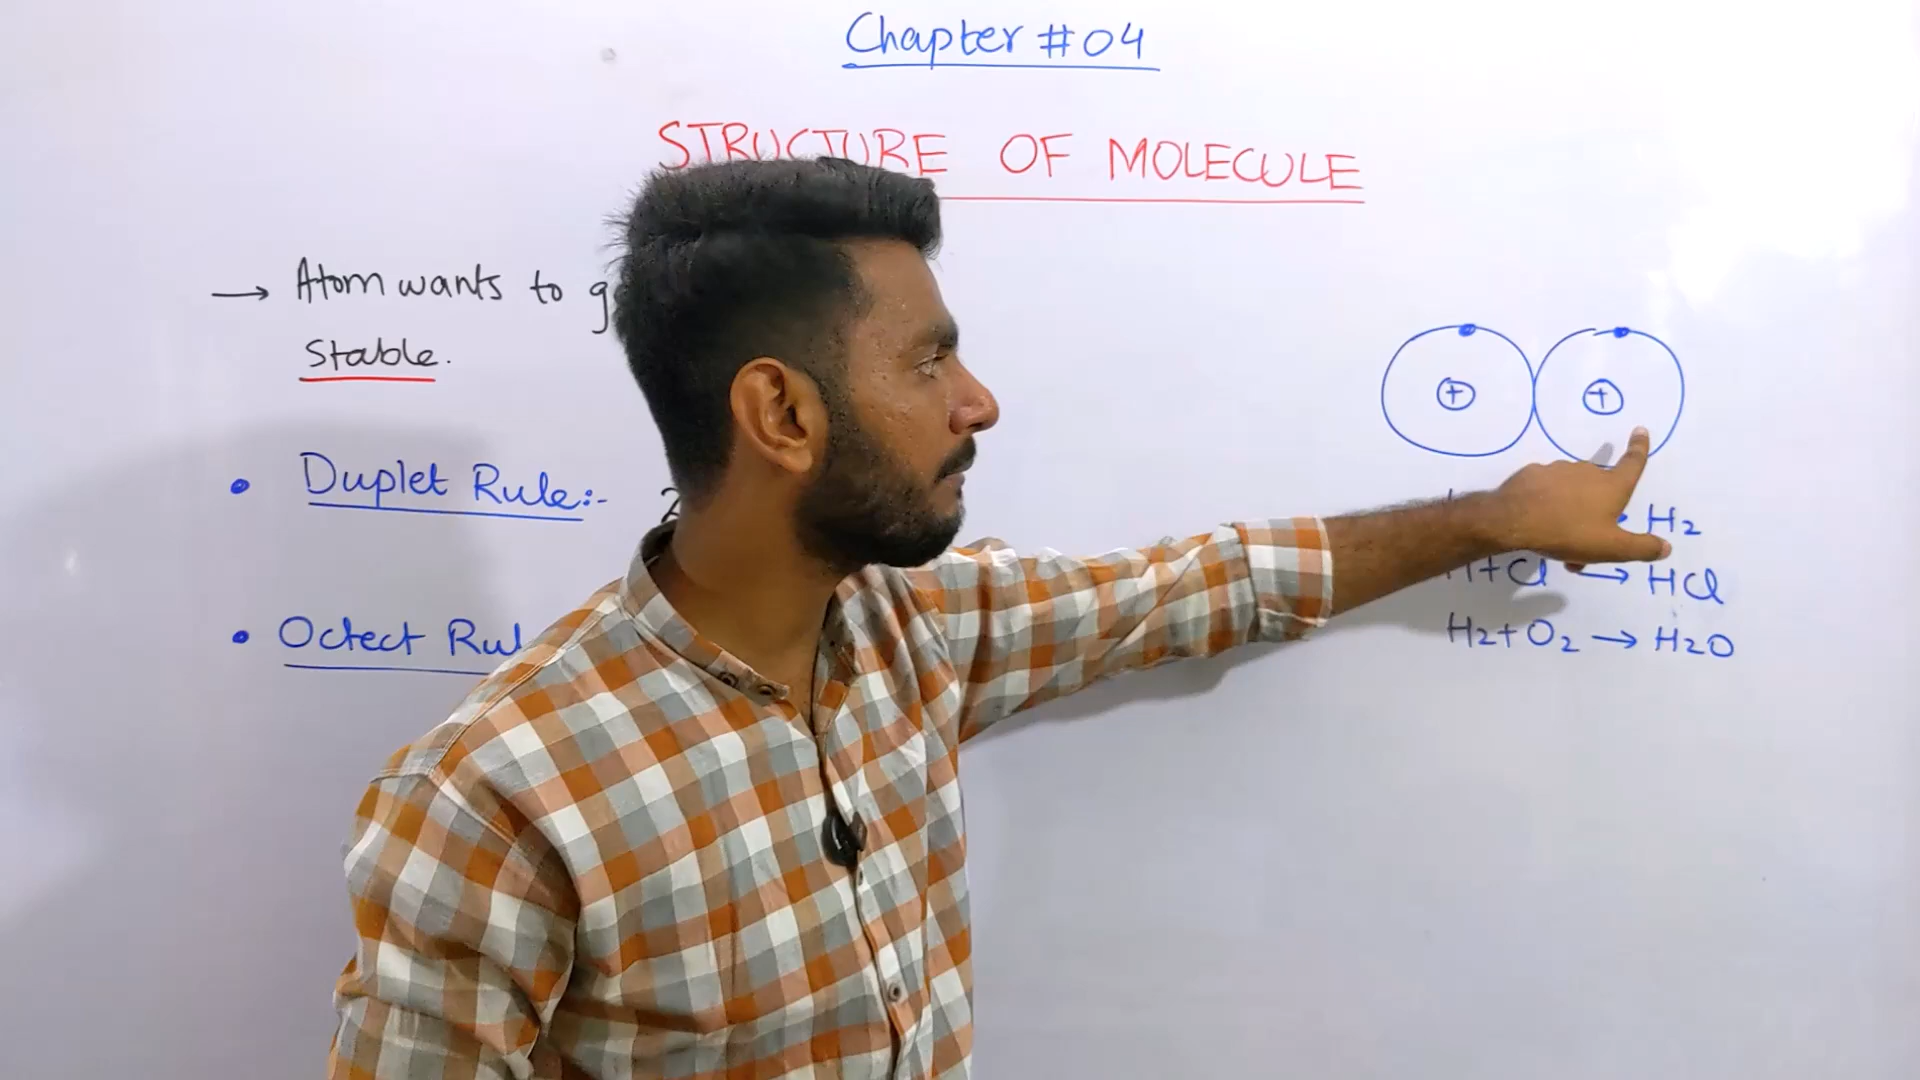 Chapter #04
STRUCTURE OF MOLECULE
→ Atom wants to g
stable.
• Duplet Rule:- 2
• Octect Rul
+ +
H2
H+Cl → HCl
H2+O2 → H2O